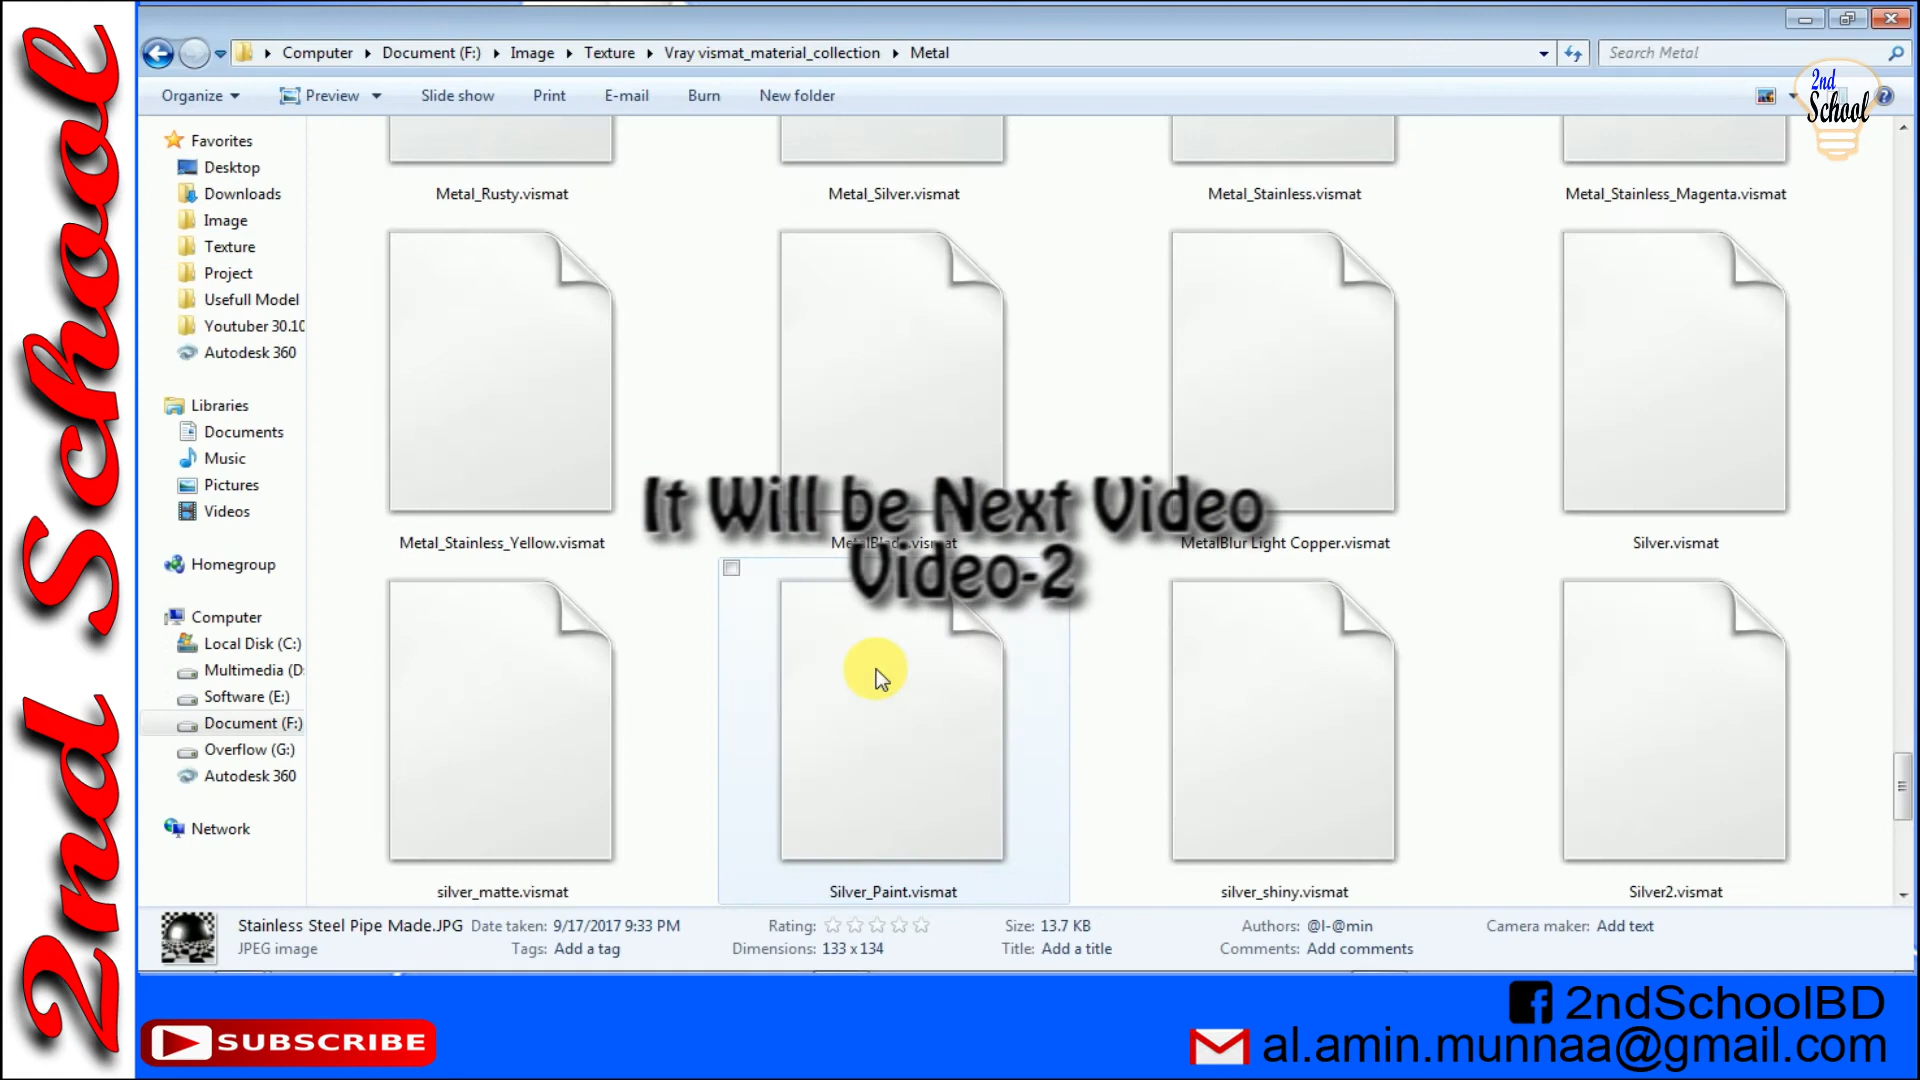 2nd School
Computer Document (F:) Image Texture Vray vismat_material_collection Metal
Search Metal
Organize Preview Slide show Print E-mail Burn New folder
2nd
School
Favorites
Desktop
Downloads
Image
Texture
Project
Usefull Model
Youtuber 30.10
Autodesk 360
Libraries
Documents
Music
Pictures
Videos
Homegroup
Computer
Local Disk (C:)
Multimedia (D:
Software (E:)
Document (F:)
Overflow (G:)
Autodesk 360
Network
Metal_Rusty.vismat Metal_Silver.vismat Metal_Stainless.vismat Metal_Stainless_Magenta.vismat
It Will be Next Video
Metal_Stainless_Yellow.vismat MetalBlade.vismat MetalBlur Light Copper.vismat Silver.vismat
Video-2
silver_matte.vismat Silver_Paint.vismat silver_shiny.vismat Silver2.vismat
Stainless Steel Pipe Made.JPG Date taken: 9/17/2017 9:33 PM Rating: Size: 13.7 KB Authors: @l-@min Camera maker: Add text
JPEG image Tags: Add a tag Dimensions: 133 x 134 Title: Add a title Comments: Add comments
SUBSCRIBE
2ndSchoolBD
al.amin.munnaa@gmail.com